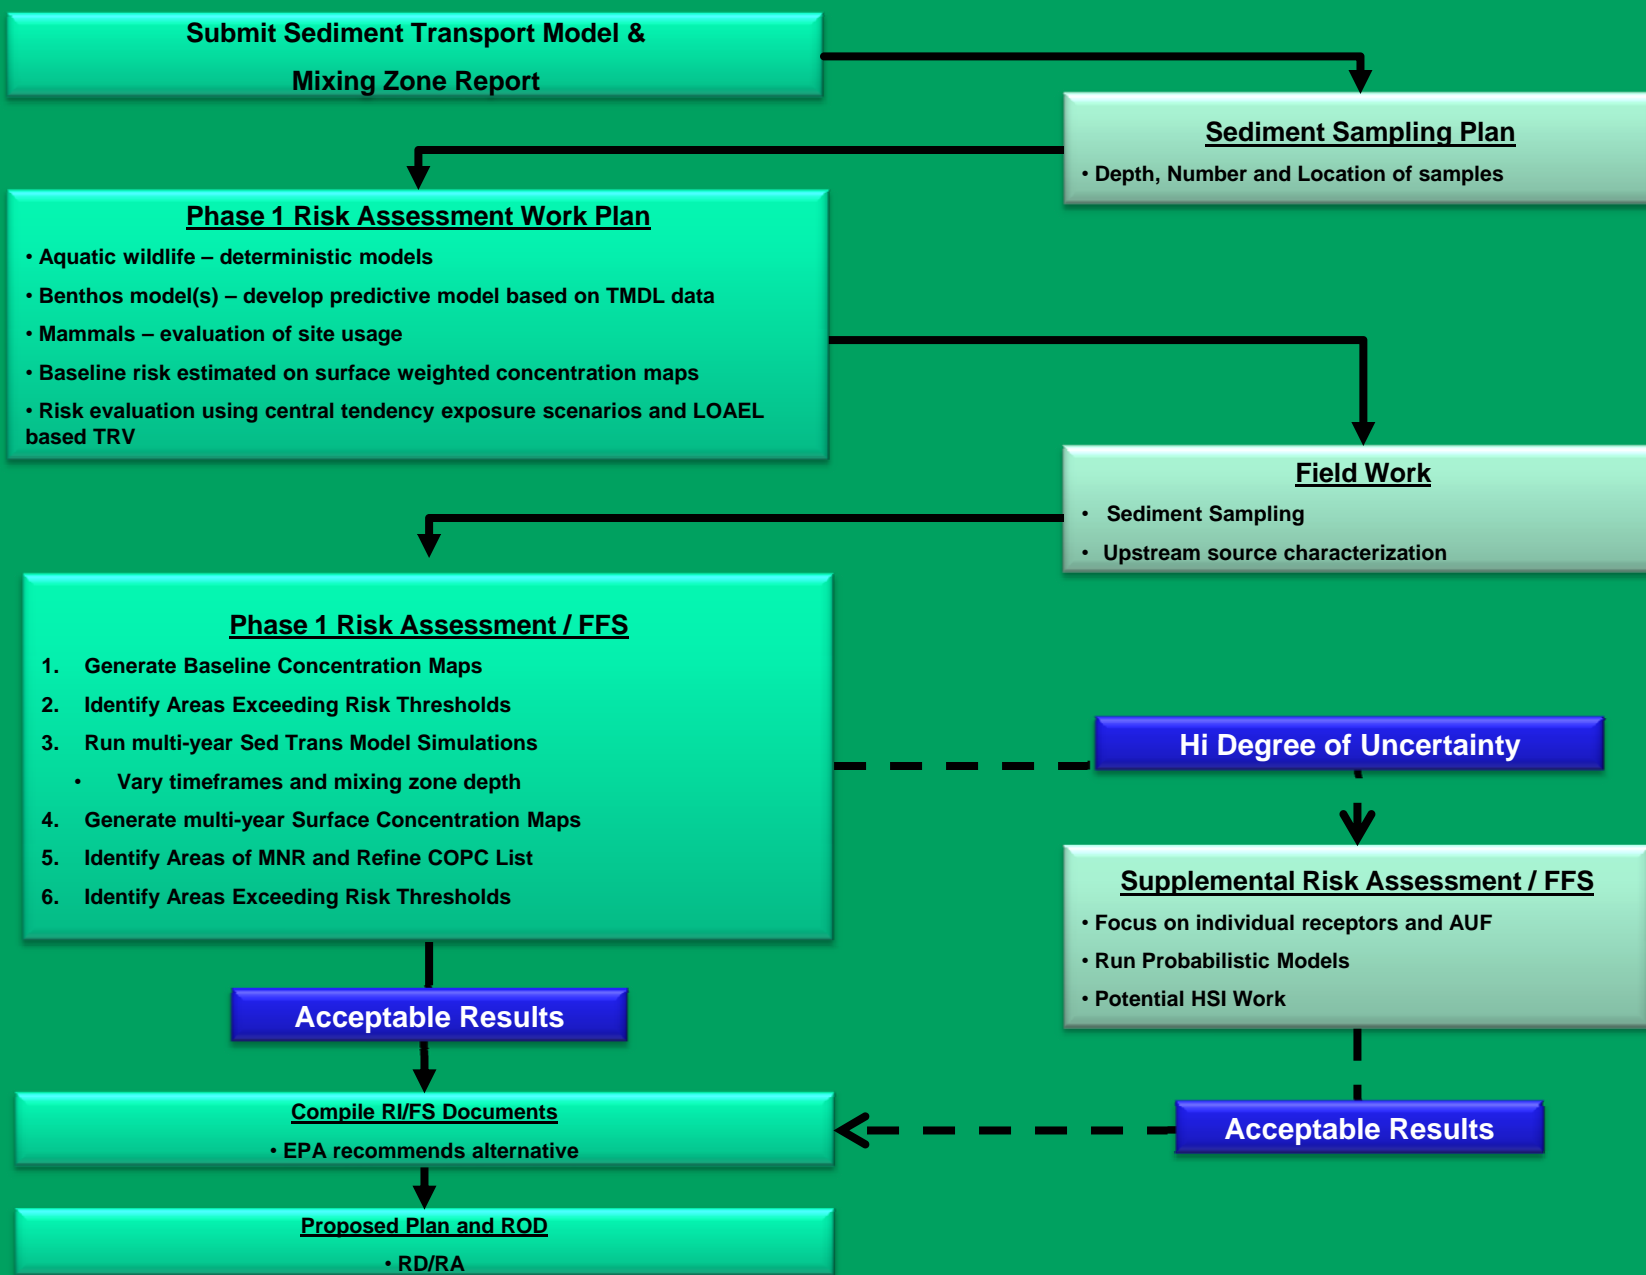 Submit Sediment Transport Model &
Mixing Zone Report
Sediment Sampling Plan
• Depth, Number and Location of samples
Phase 1 Risk Assessment Work Plan
• Aquatic wildlife – deterministic models
• Benthos model(s) – develop predictive model based on TMDL data
• Mammals – evaluation of site usage
• Baseline risk estimated on surface weighted concentration maps
• Risk evaluation using central tendency exposure scenarios and LOAEL
based TRV
Field Work
• Sediment Sampling
• Upstream source characterization
Phase 1 Risk Assessment / FFS
1. Generate Baseline Concentration Maps
2. Identify Areas Exceeding Risk Thresholds
3. Run multi-year Sed Trans Model Simulations
• Vary timeframes and mixing zone depth
4. Generate multi-year Surface Concentration Maps
5. Identify Areas of MNR and Refine COPC List
6. Identify Areas Exceeding Risk Thresholds
Hi Degree of Uncertainty
Supplemental Risk Assessment / FFS
• Focus on individual receptors and AUF
• Run Probabilistic Models
• Potential HSI Work
Acceptable Results
Acceptable Results
Compile RI/FS Documents
• EPA recommends alternative
Proposed Plan and ROD
• RD/RA